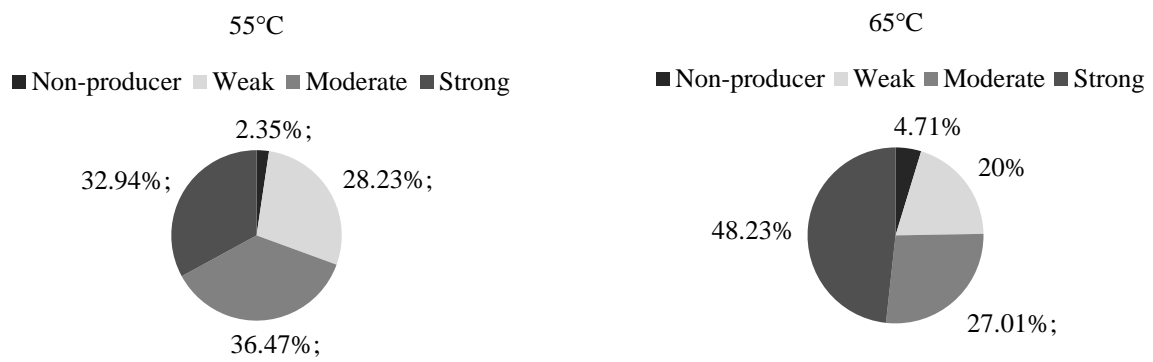 55°C
■ Non-producer ■ Weak ■ Moderate ■ Strong
2.35%;
28.23%;
36.47%;
32.94%;
65°C
■ Non-producer ■ Weak ■ Moderate ■ Strong
4.71%
20%
27.01%;
48.23%